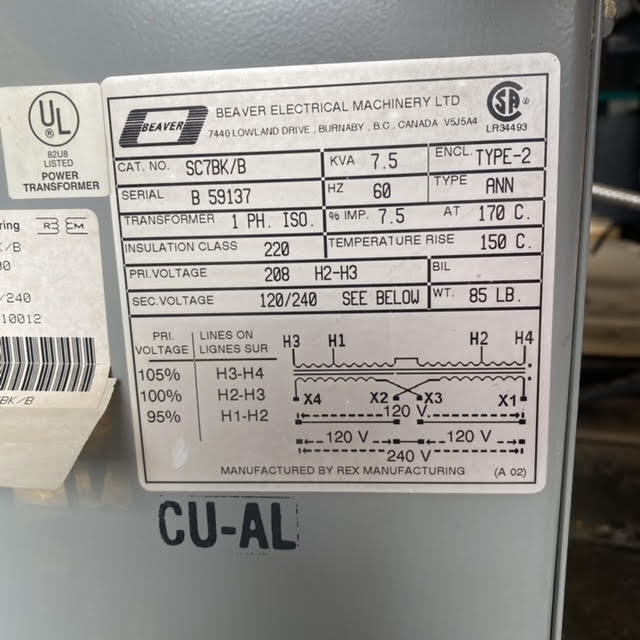 UL
®
82U8
LISTED
POWER
TRANSFORMER
BEAVER
BEAVER ELECTRICAL MACHINERY LTD
7440 LOWLAND DRIVE, BURNABY, B.C. CANADA V5J5A4
SA ®
LR34493
CAT. NO. SC7BK/B
KVA 7.5
ENCL. TYPE-2
SERIAL B 59137
HZ 60
TYPE ANN
TRANSFORMER 1 PH. ISO.
% IMP. 7.5 AT 170 C.
INSULATION CLASS 220
TEMPERATURE RISE 150 C.
PRI.VOLTAGE 208 H2-H3
BIL
SEC.VOLTAGE 120/240 SEE BELOW
WT. 85 LB.
PRI. VOLTAGE
LINES ON LIGNES SUR
105% H3-H4
100% H2-H3
95% H1-H2
H3 H1 H2 H4
X4 X2 X3 X1
120 V
120 V 120 V
240 V
MANUFACTURED BY REX MANUFACTURING (A 02)
ring
K/B
00
/240
10012
BK/B
CU-AL